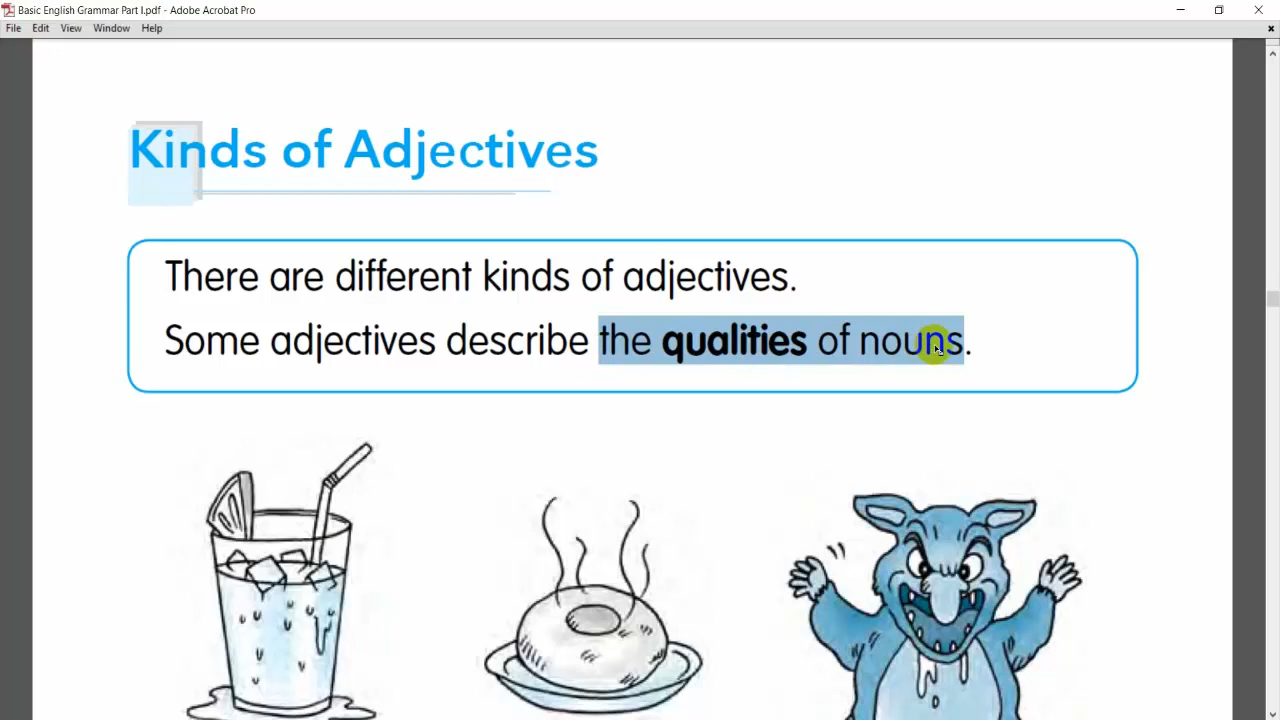 Basic English Grammar Part I.pdf - Adobe Acrobat Pro
File Edit View Window Help
Kinds of Adjectives
There are different kinds of adjectives.
Some adjectives describe the qualities of nouns.